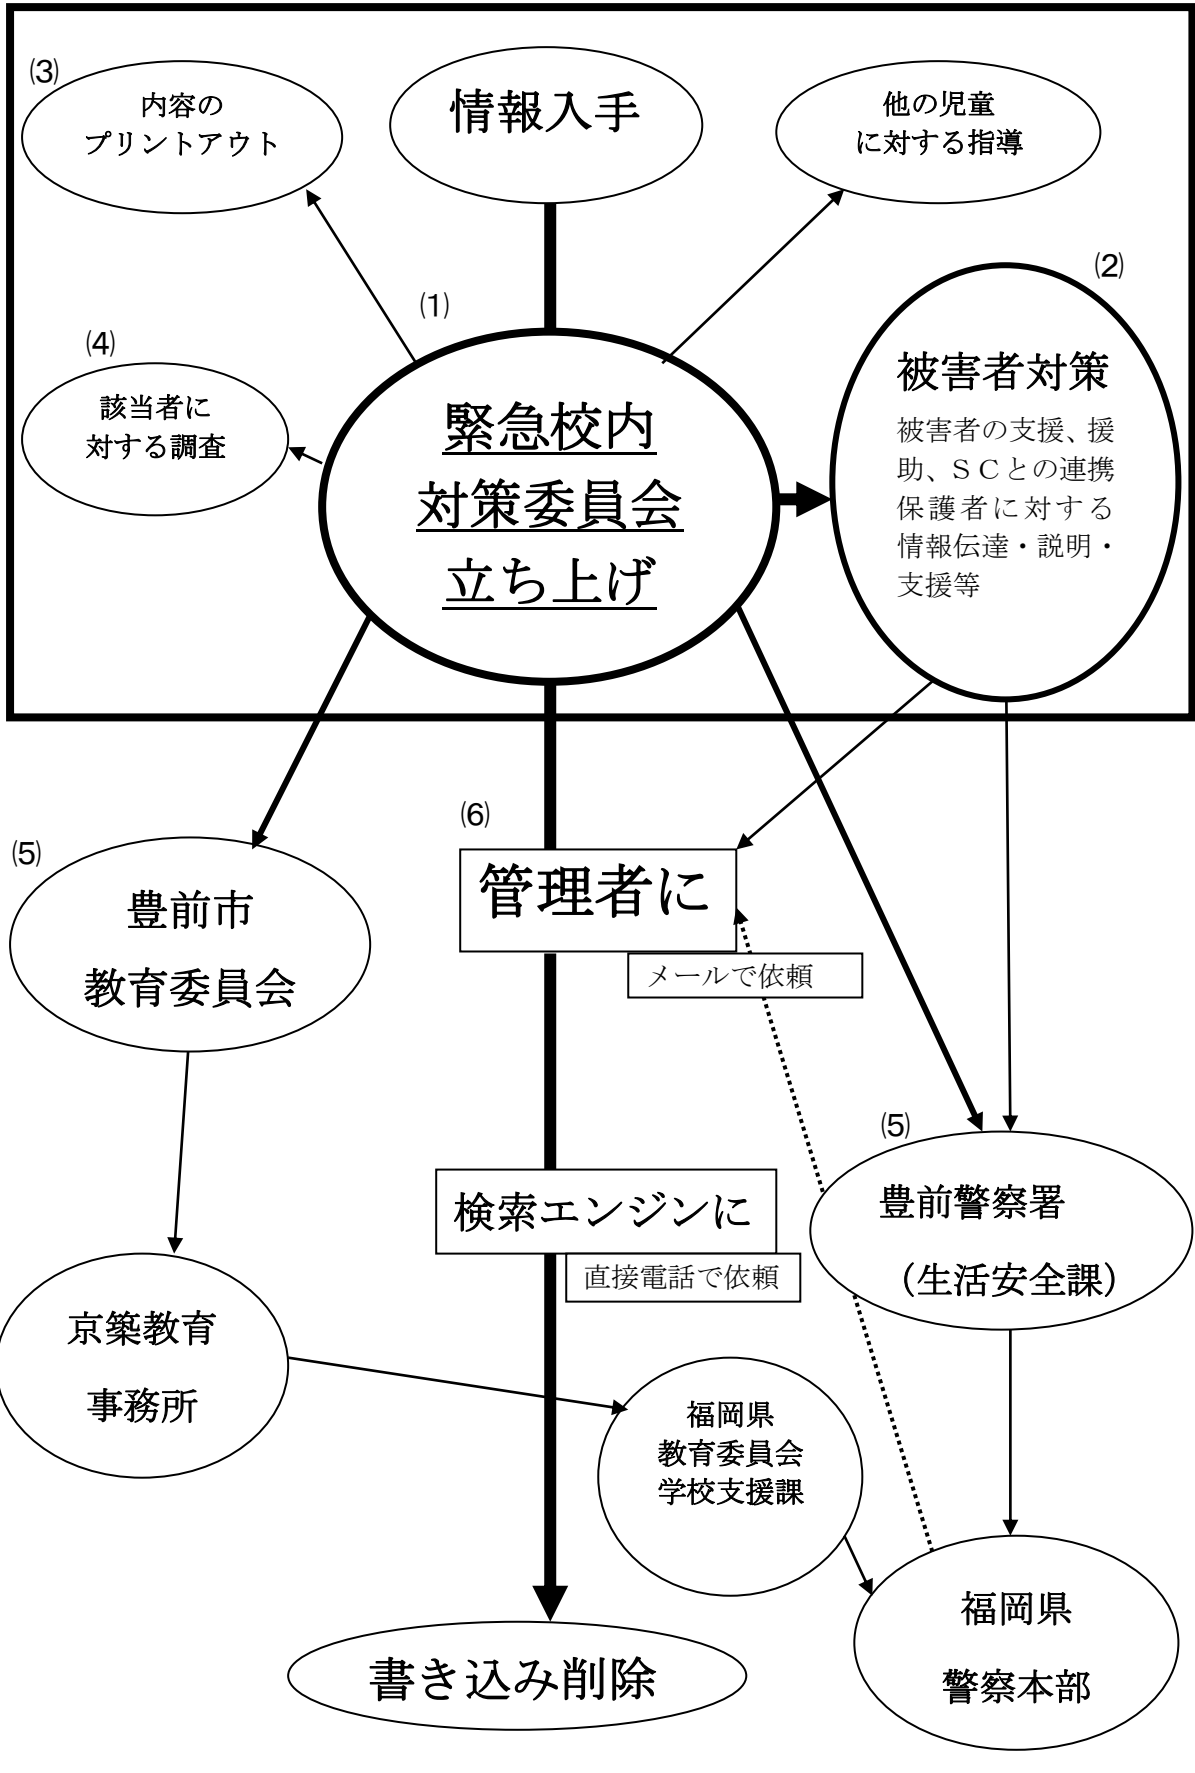 ⑶
内容の
プリントアウト
情報入手
他の児童
に対する指導
⑵
⑴
⑷
該当者に
対する調査
緊急校内
対策委員会
立ち上げ
被害者対策
被害者の支援、援
助、ＳＣとの連携
保護者に対する
情報伝達・説明・
支援等
⑹
⑸
豊前市
教育委員会
管理者に
メールで依頼
⑸
豊前警察署
（生活安全課）
検索エンジンに
直接電話で依頼
京築教育
事務所
福岡県
教育委員会
学校支援課
福岡県
警察本部
書き込み削除